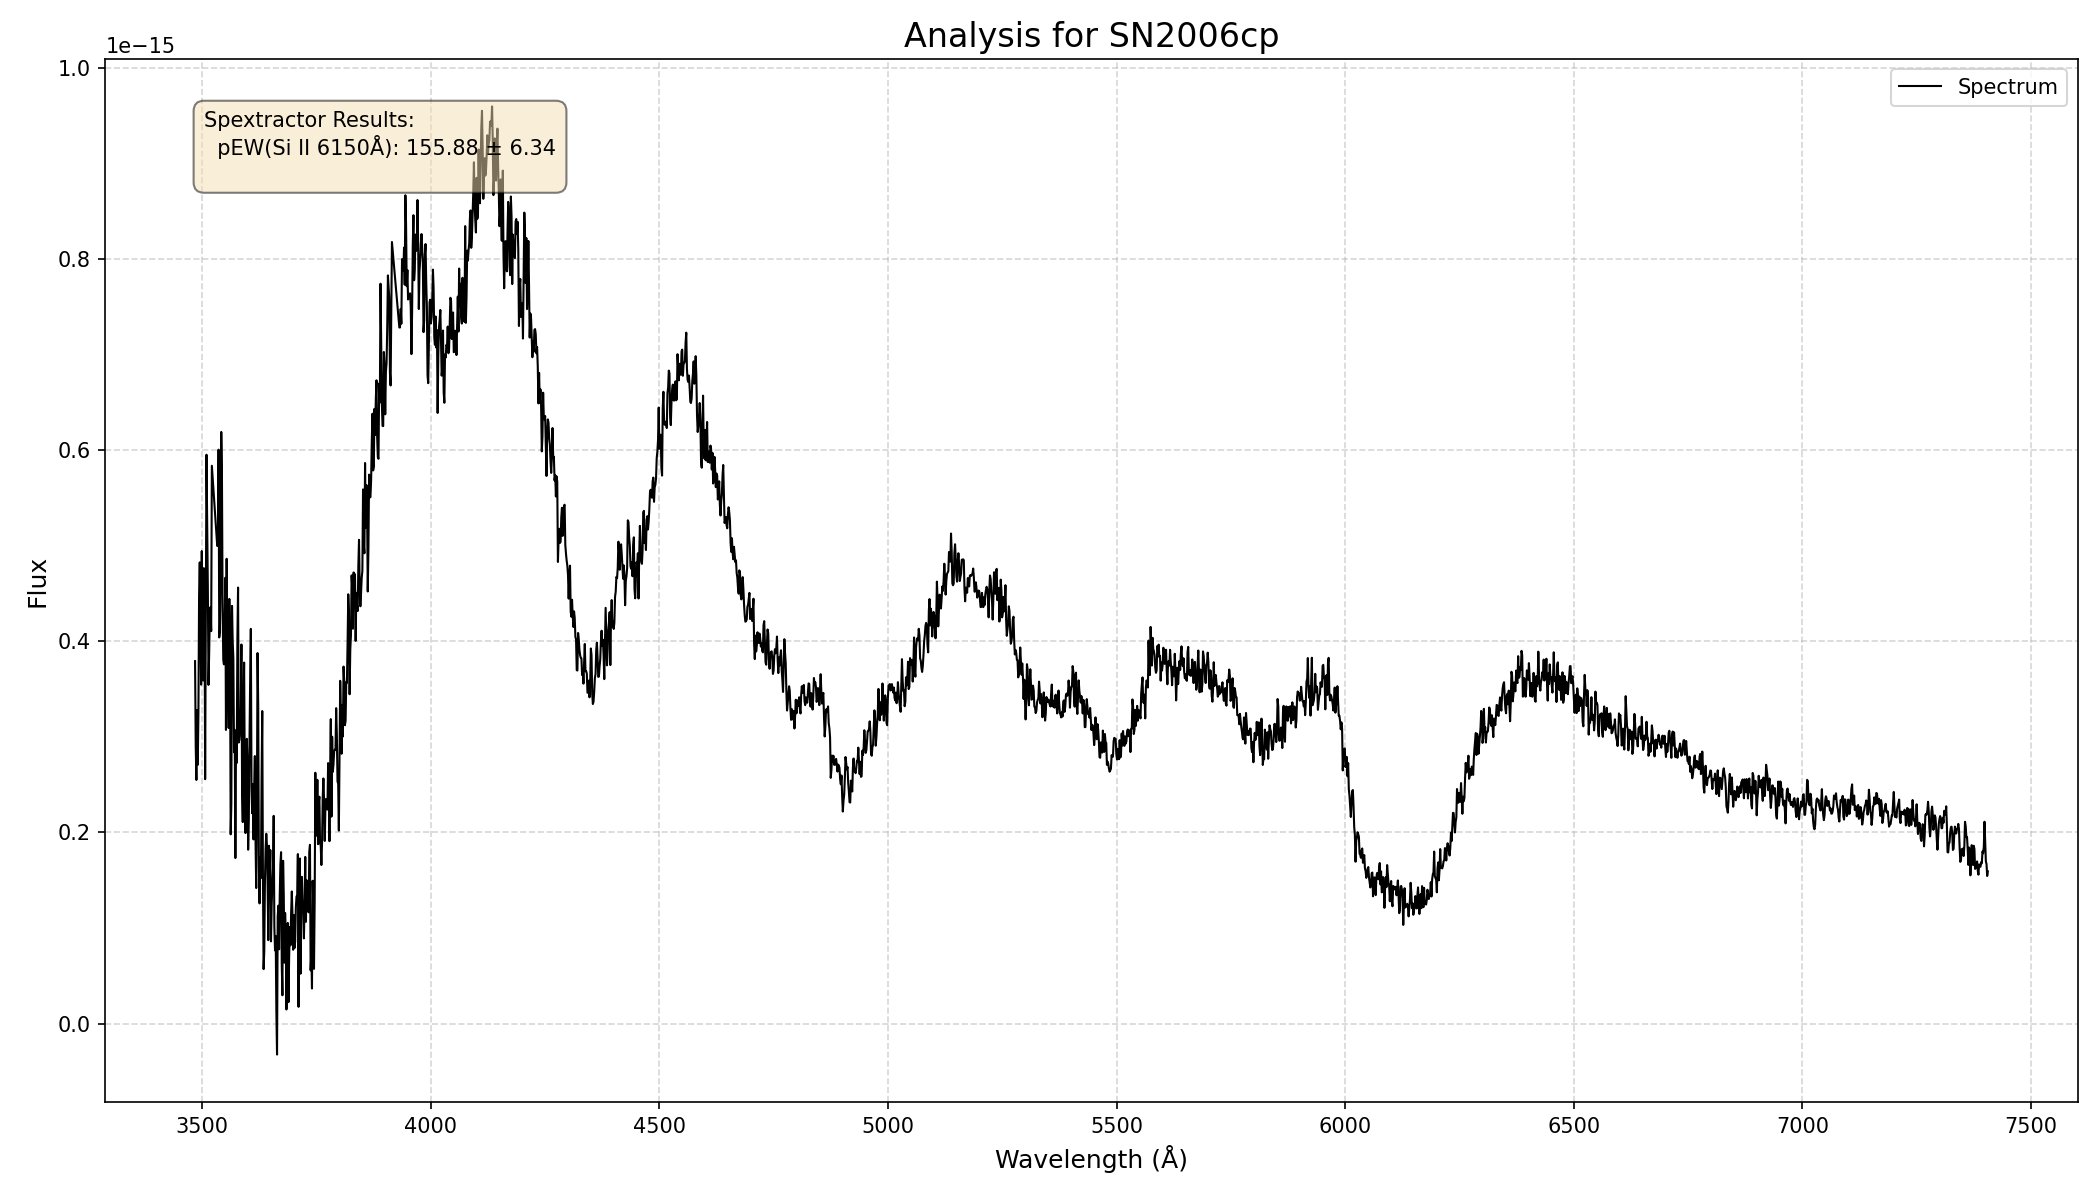 Analysis for SN2006cp
1e−15
Spectrum
Spextractor Results:
pEW(Si II 6150Å): 155.88 ± 6.34
1.0
0.8
0.6
0.4
0.2
0.0
Flux
3500 4000 4500 5000 5500 6000 6500 7000 7500
Wavelength (Å)